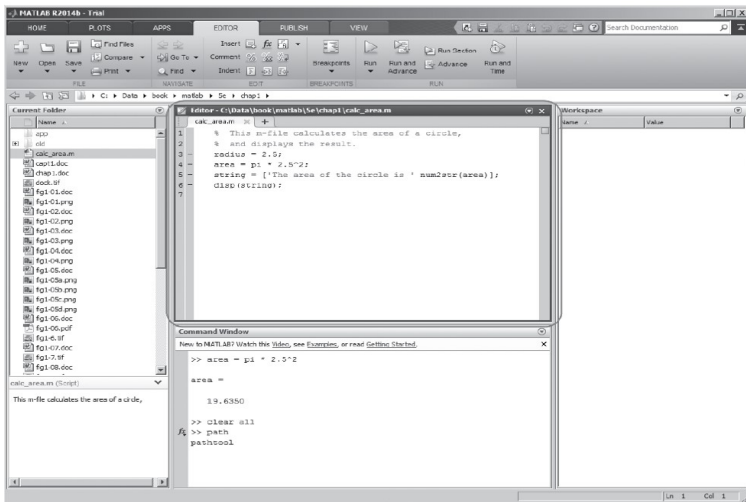 MATLAB R2014b - Trial
HOME PLOTS APPS EDITOR PUBLISH VIEW Search Documentation
New Open Save Find Files Compare Print Go To Find Insert Comment Indent fx Breakpoints Run Run and Advance Run Section Advance Run and Time
FILE NAVIGATE EDIT BREAKPOINTS RUN
C: Data book matlab 5e chap1
Current Folder
Name
app
old
calc_area.m
capt1.doc
chap1.doc
dock.tif
fig1-01.doc
fig1-01.png
fig1-02.doc
fig1-02.png
fig1-03.doc
fig1-03.png
fig1-04.doc
fig1-04.png
fig1-05.doc
fig1-05a.png
fig1-05b.png
fig1-05c.png
fig1-05d.png
fig1-06.doc
fig1-06.pdf
fig1-6.tif
fig1-07.doc
fig1-7.tif
fig1-08.doc
calc_area.m (Script)
This m-file calculates the area of a circle,
Editor - C:\Data\book\matlab\5e\chap1\calc_area.m
calc_area.m
1 % This m-file calculates the area of a circle,
2 % and displays the result.
3 - radius = 2.5;
4 - area = pi * 2.5^2;
5 - string = ['The area of the circle is ' num2str(area)];
6 - disp(string);
7
Command Window
New to MATLAB? Watch this Video, see Examples, or read Getting Started.
>> area = pi * 2.5^2
area =
19.6350
>> clear all
fx >> path
pathtool
Workspace
Name Value
Ln 1 Col 1